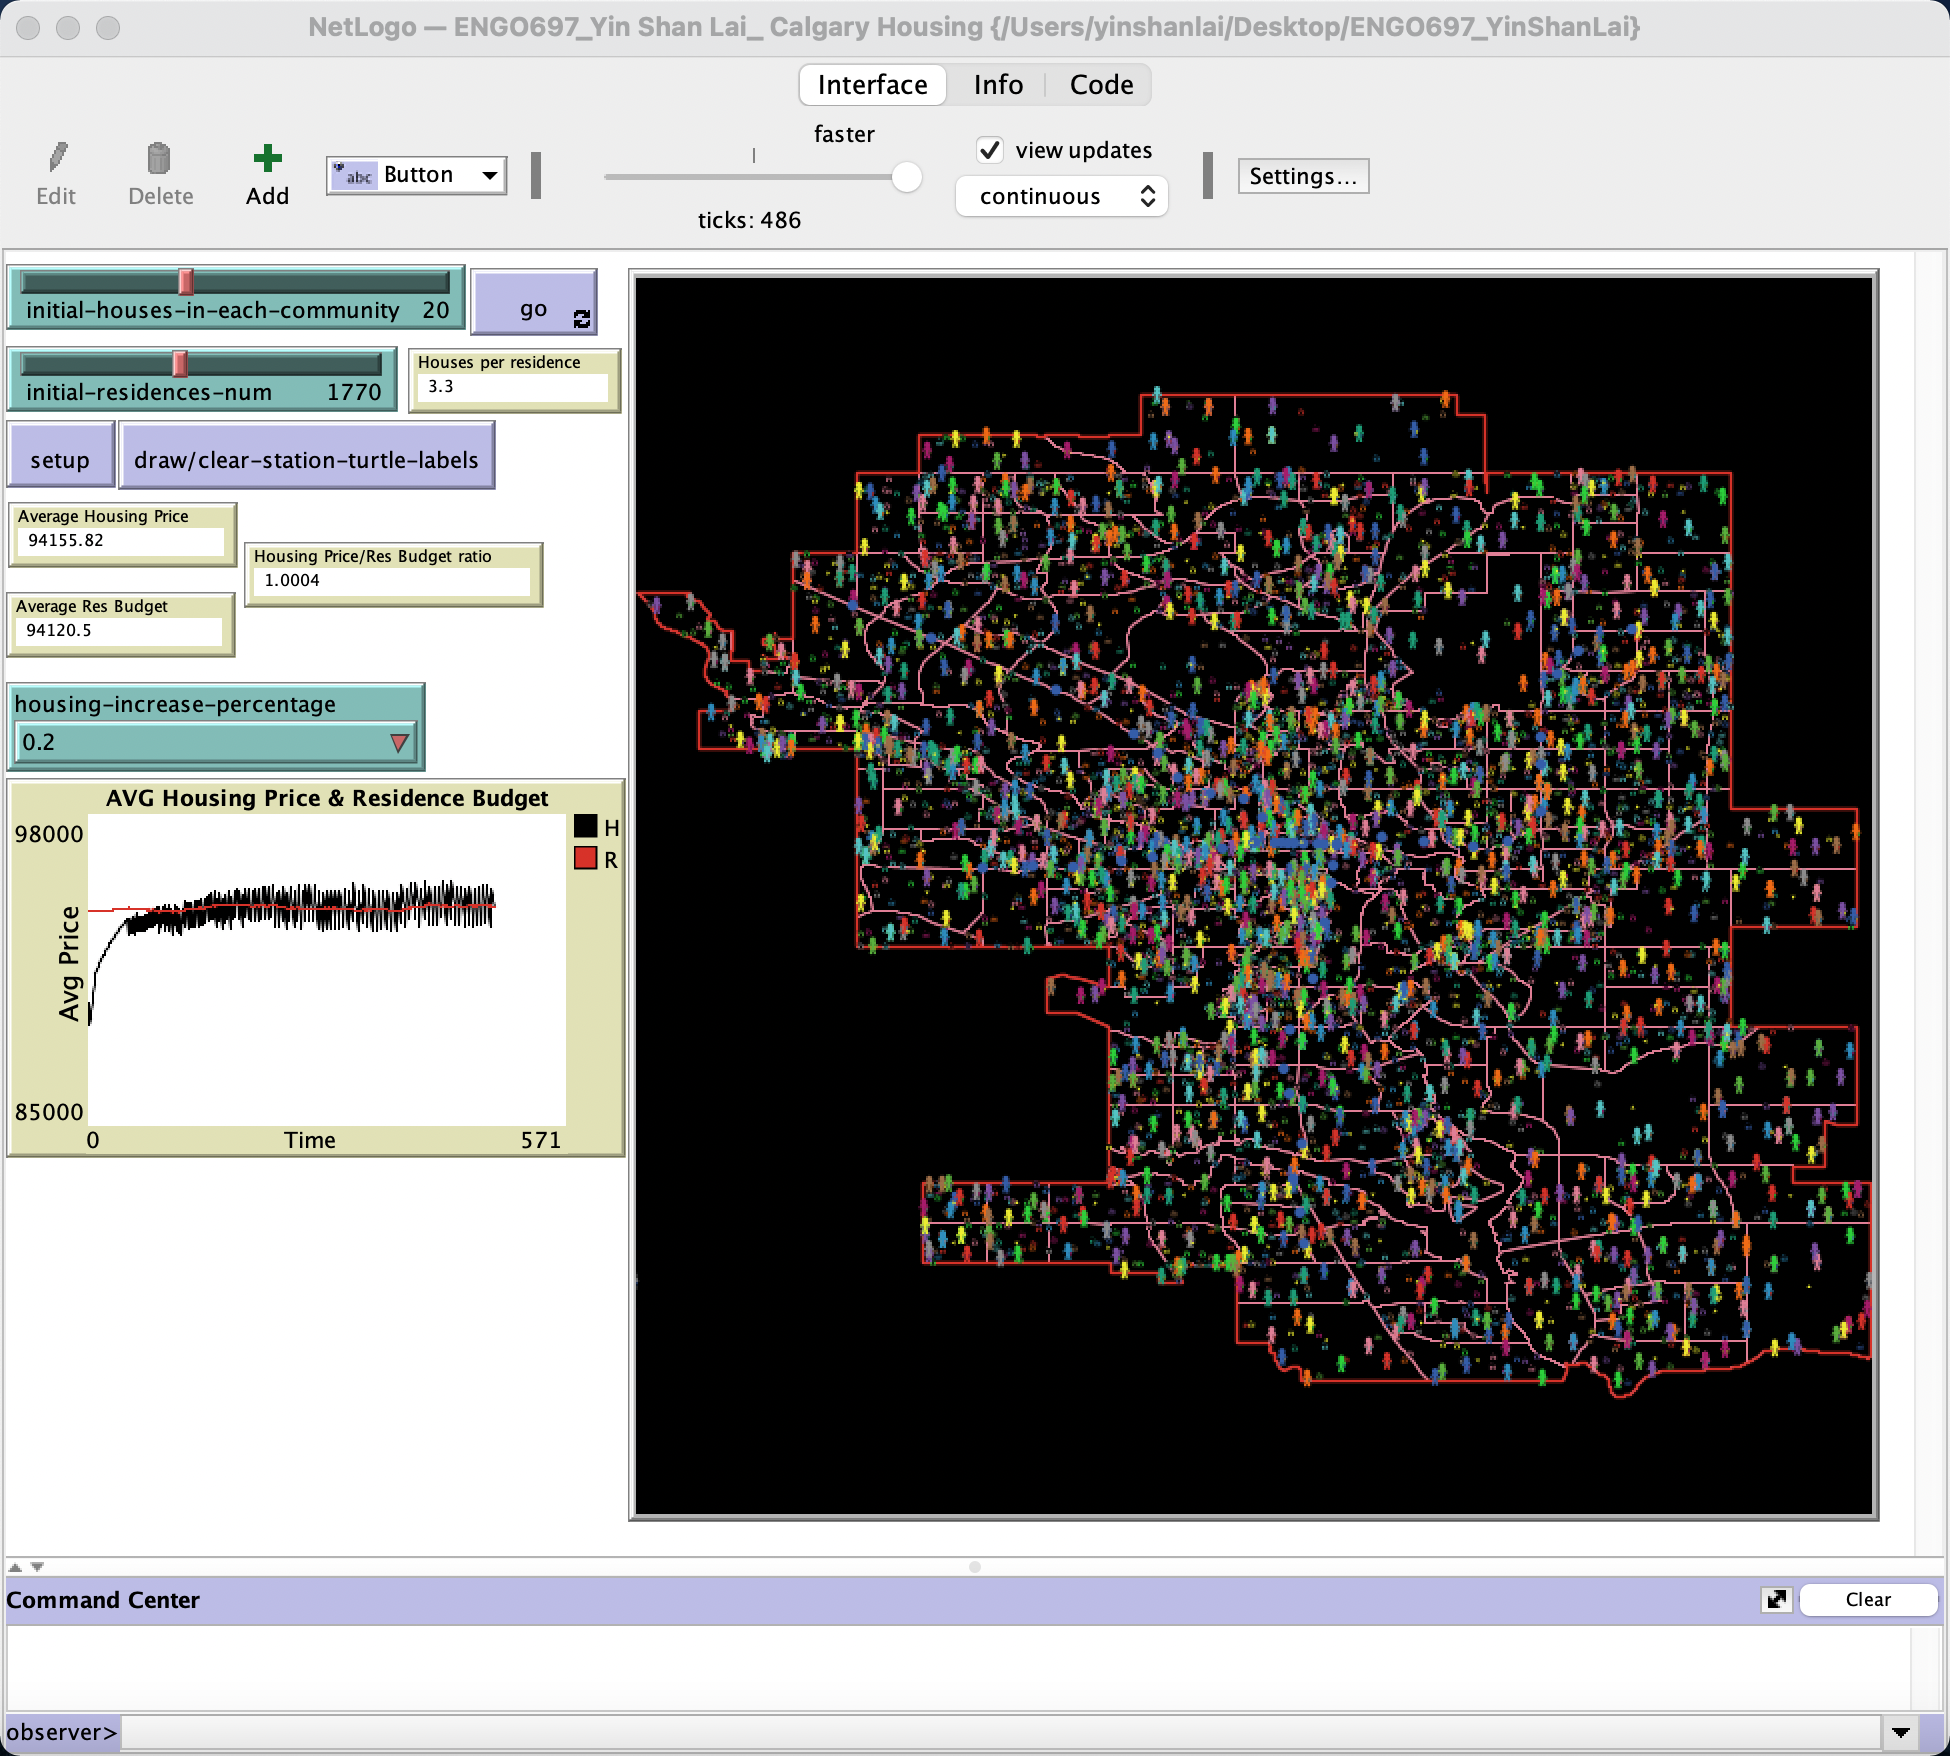 NetLogo — ENGO697_Yin Shan Lai_ Calgary Housing {/Users/yinshanlai/Desktop/ENGO697_YinShanLai}
Interface
Info
Code
Edit
Delete
Add
abc
Button
faster
ticks: 486
view updates
continuous
Settings...
initial-houses-in-each-community 20
go
initial-residences-num 1770
Houses per residence
3.3
setup
draw/clear-station-turtle-labels
Average Housing Price
94155.82
Housing Price/Res Budget ratio
1.0004
Average Res Budget
94120.5
housing-increase-percentage
0.2
AVG Housing Price & Residence Budget
98000
Avg Price
85000
0
Time
571
H
R
Command Center
Clear
observer>